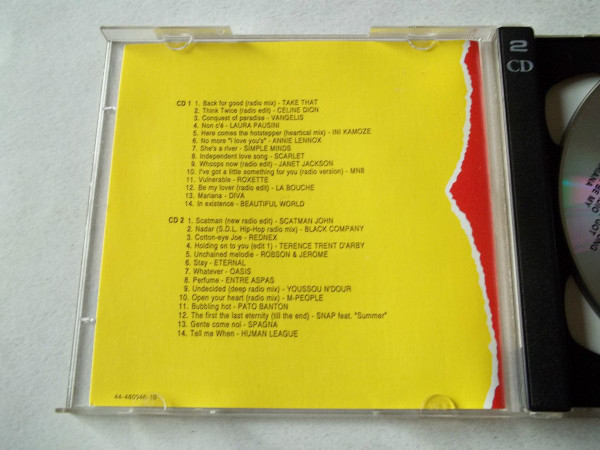 CD 1 1. Back for good (radio mix) - TAKE THAT
2. Think Twice (radio edit) - CELINE DION
3. Conquest of paradise - VANGELIS
4. Non c'é - LAURA PAUSINI
5. Here comes the hotstepper (heartical mix) - INI KAMOZE
6. No more "I love you's" - ANNIE LENNOX
7. She's a river - SIMPLE MINDS
8. Independent love song - SCARLET
9. Whoops now (radio edit) - JANET JACKSON
10. I've got a little something for you (radio version) - MN8
11. Vulnerable - ROXETTE
12. Be my lover (radio edit) - LA BOUCHE
13. Mariana - DIVA
14. In existence - BEAUTIFUL WORLD
CD 2 1. Scatman (new radio edit) - SCATMAN JOHN
2. Nadar (S.D.L. Hip-Hop radio mix) - BLACK COMPANY
3. Cotton-eye Joe - REDNEX
4. Holding on to you (edit 1) - TERENCE TRENT D'ARBY
5. Unchained melodie - ROBSON & JEROME
6. Stay - ETERNAL
7. Whatever - OASIS
8. Perfume - ENTRE ASPAS
9. Undecided (deep radio mix) - YOUSSOU N'DOUR
10. Open your heart (radio mix) - M-PEOPLE
11. Bubbling hot - PATO BANTON
12. The first the last eternity (till the end) - SNAP feat. "Summer"
13. Gente come noi - SPAGNA
14. Tell me When - HUMAN LEAGUE
2
CD
BE MY